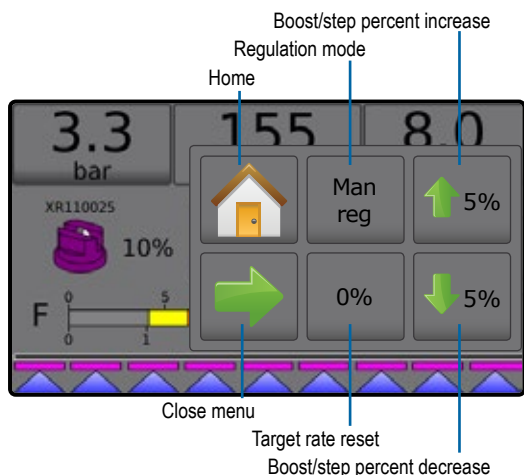 Boost/step percent increase
Regulation mode
Home
3.3
155
8.0
bar
Man
reg
5%
XR110025
10%
0
5
F
0
1
0%
5%
Close menu
Target rate reset
Boost/step percent decrease